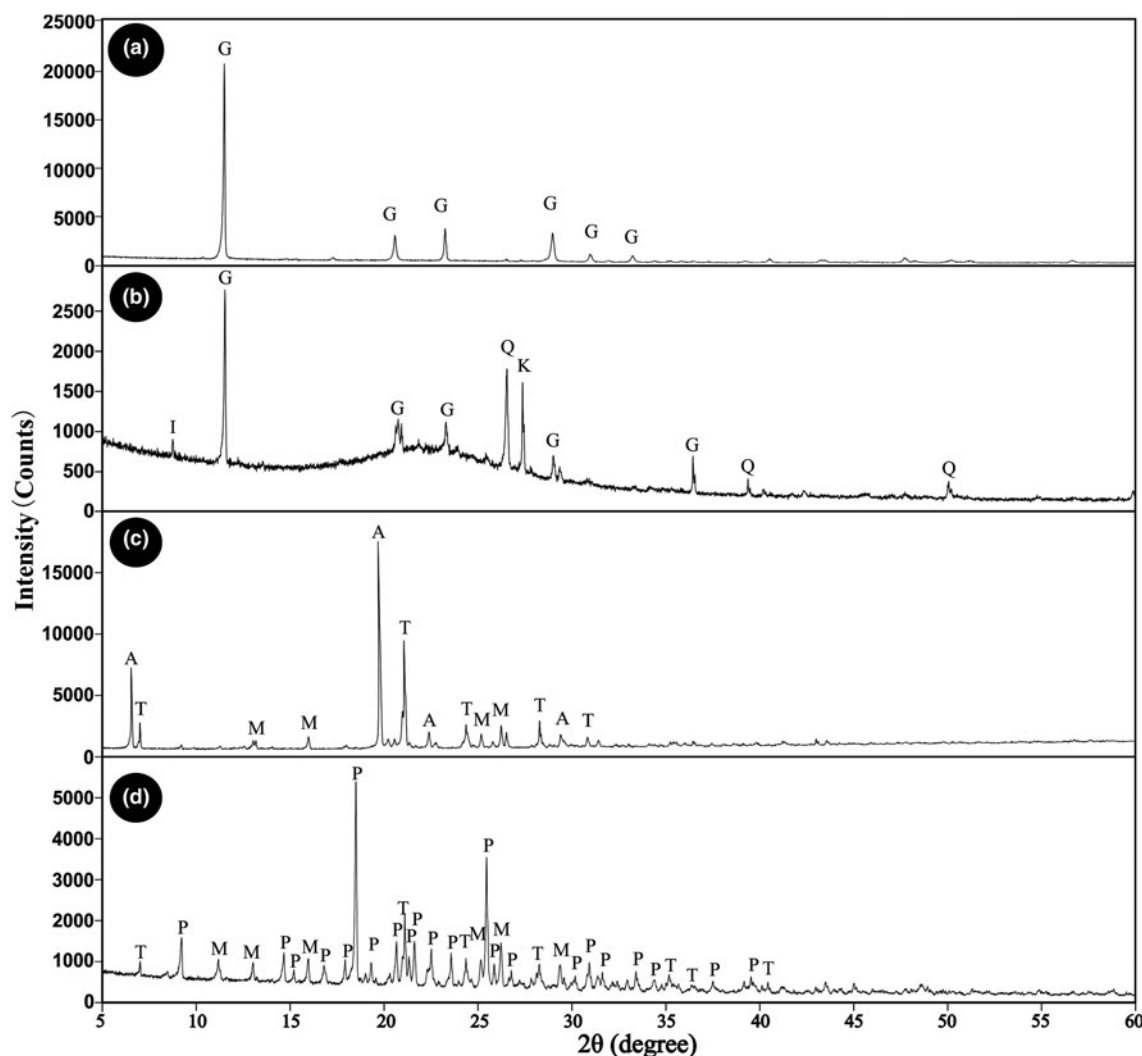 Intensity (Counts)
(a)
25000
20000
15000
10000
5000
0
G
G G G G G
(b)
2500
2000
1500
1000
500
0
I G G G Q K G G Q Q
(c)
15000
10000
5000
0
A T M M A T A T M M T A T
(d)
5000
4000
3000
2000
1000
0
T P M M P P M P P P P P T P P P P T M P P M P T M P P P P P T T P P T
5 10 15 20 25 30 35 40 45 50 55 60
2θ (degree)